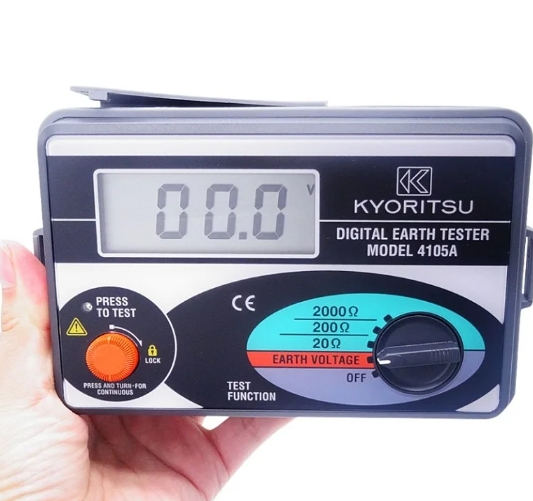 00.0 V
KYORITSU
DIGITAL EARTH TESTER
MODEL 4105A
PRESS
TO TEST
LOCK
PRESS AND TURN-FOR
CONTINUOUS
CE
2000Ω
200Ω
20Ω
EARTH VOLTAGE
OFF
TEST
FUNCTION